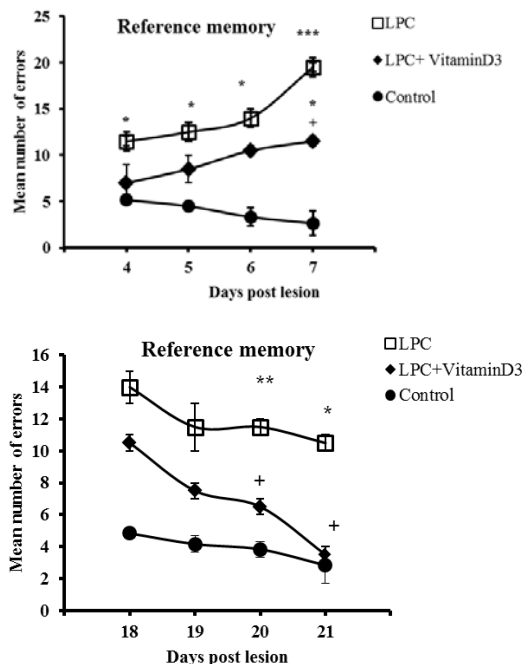 Reference memory
LPC
LPC+ VitaminD3
Control
***
*
*
*
*
+
25
20
15
10
5
0
4 5 6 7
Mean number of errors
Days post lesion
Reference memory
LPC
LPC+VitaminD3
Control
**
*
+
+
16
14
12
10
8
6
4
2
0
18 19 20 21
Mean number of errors
Days post lesion